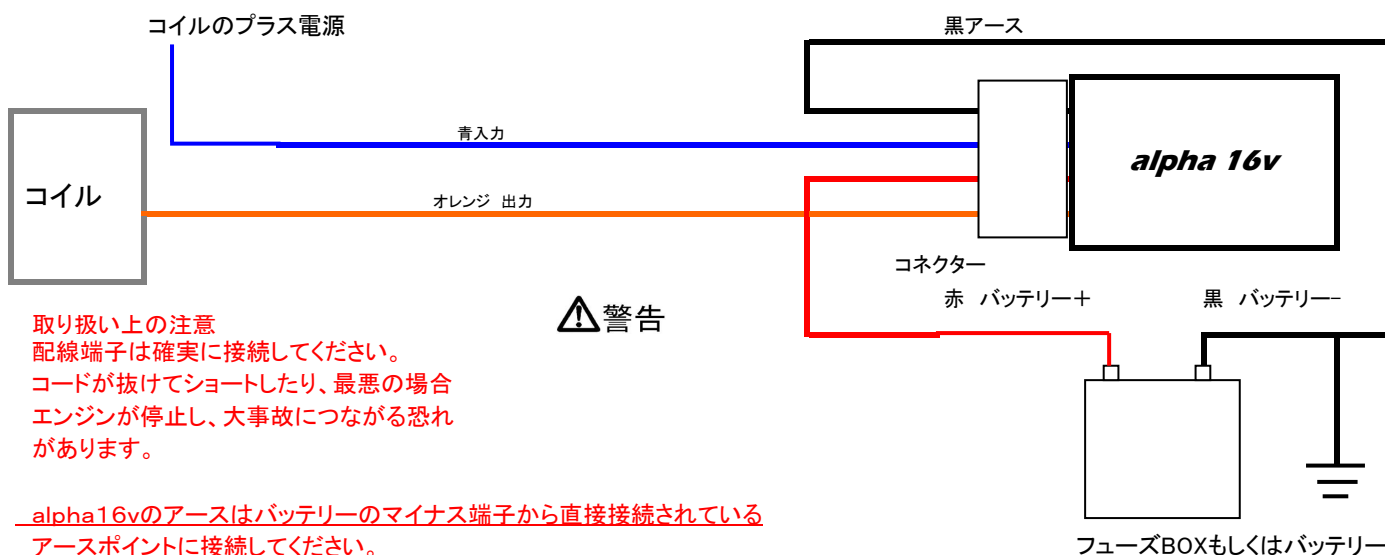 コイルのプラス電源
黒アース
青入力
alpha 16v
コイル
オレンジ 出力
コネクター
赤 バッテリー＋
黒 バッテリー−
警告
取り扱い上の注意
配線端子は確実に接続してください。
コードが抜けてショートしたり、最悪の場合
エンジンが停止し、大事故につながる恐れ
があります。
alpha16vのアースはバッテリーのマイナス端子から直接接続されている
アースポイントに接続してください。
フューズBOXもしくはバッテリー